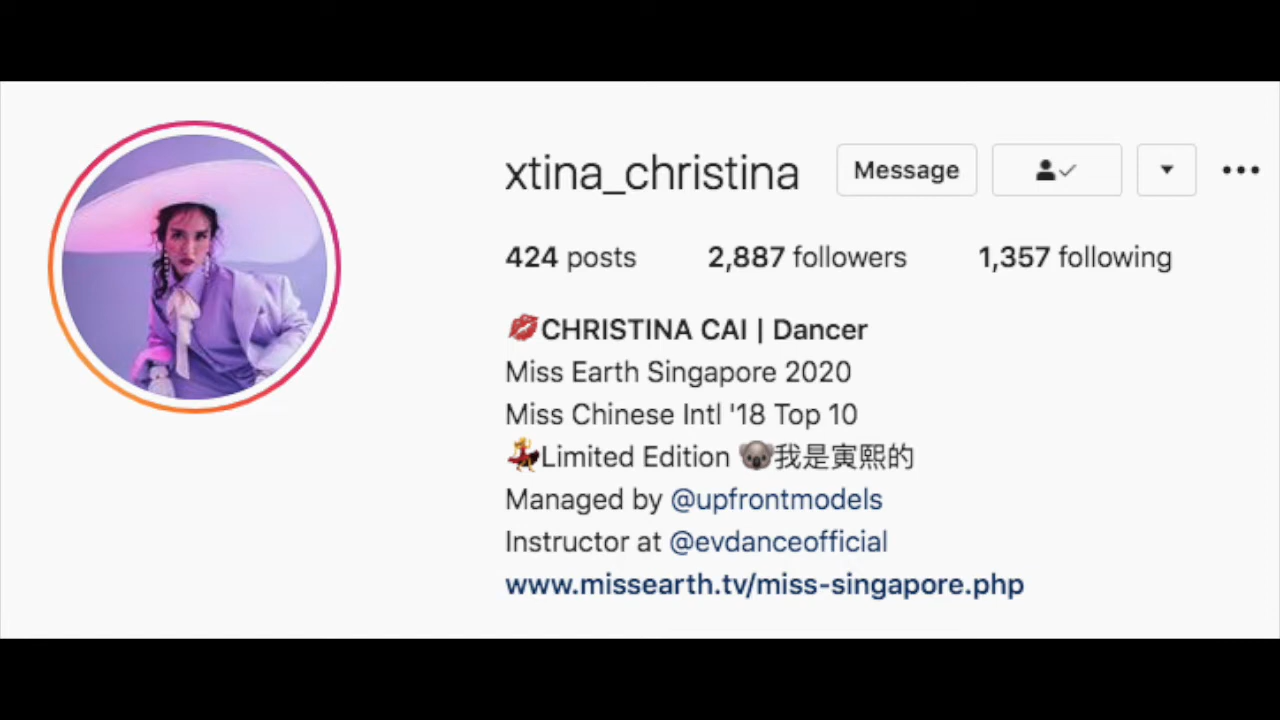 xtina_christina Message
424 posts 2,887 followers 1,357 following
💋CHRISTINA CAI | Dancer
Miss Earth Singapore 2020
Miss Chinese Intl '18 Top 10
💃Limited Edition 🐨我是寅熙的
Managed by @upfrontmodels
Instructor at @evdanceofficial
www.missearth.tv/miss-singapore.php